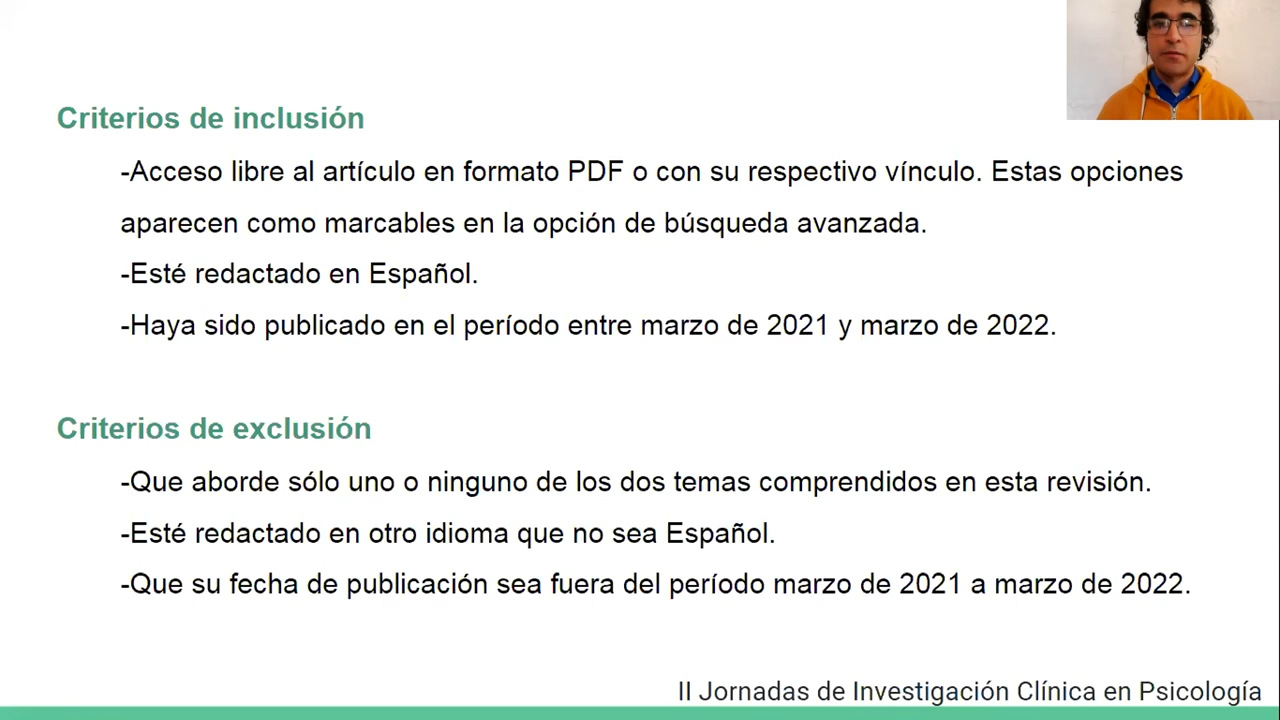 Criterios de inclusión
-Acceso libre al artículo en formato PDF o con su respectivo vínculo. Estas opciones
aparecen como marcables en la opción de búsqueda avanzada.
-Esté redactado en Español.
-Haya sido publicado en el período entre marzo de 2021 y marzo de 2022.
Criterios de exclusión
-Que aborde sólo uno o ninguno de los dos temas comprendidos en esta revisión.
-Esté redactado en otro idioma que no sea Español.
-Que su fecha de publicación sea fuera del período marzo de 2021 a marzo de 2022.
II Jornadas de Investigación Clínica en Psicología